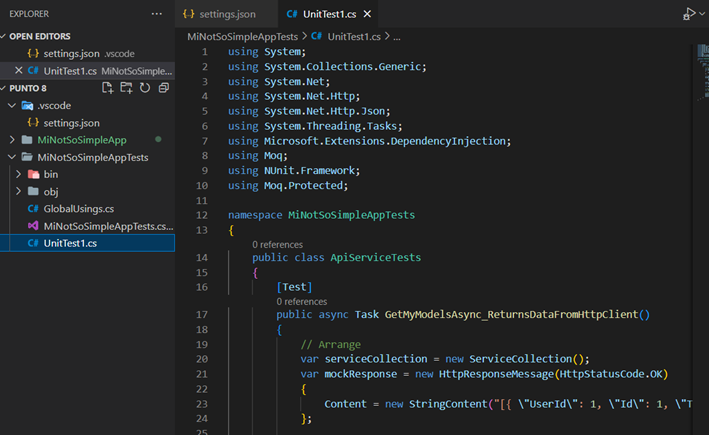 EXPLORER
OPEN EDITORS
settings.json .vscode
UnitTest1.cs MiNotSoSimple...
PUNTO 8
.vscode
settings.json
MiNotSoSimpleApp
MiNotSoSimpleAppTests
bin
obj
GlobalUsings.cs
MiNotSoSimpleAppTests.cs...
UnitTest1.cs
settings.json
UnitTest1.cs
MiNotSoSimpleAppTests > UnitTest1.cs > ...
1 using System;
2 using System.Collections.Generic;
3 using System.Net;
4 using System.Net.Http;
5 using System.Net.Http.Json;
6 using System.Threading.Tasks;
7 using Microsoft.Extensions.DependencyInjection;
8 using Moq;
9 using NUnit.Framework;
10 using Moq.Protected;
11
12 namespace MiNotSoSimpleAppTests
13 {
0 references
14 public class ApiServiceTests
15 {
16 [Test]
0 references
17 public async Task GetMyModelsAsync_ReturnsDataFromHttpClient()
18 {
19 // Arrange
20 var serviceCollection = new ServiceCollection();
21 var mockResponse = new HttpResponseMessage(HttpStatusCode.OK)
22 {
23 Content = new StringContent("[{ \"UserId\": 1, \"Id\": 1, \"T
24 };
25